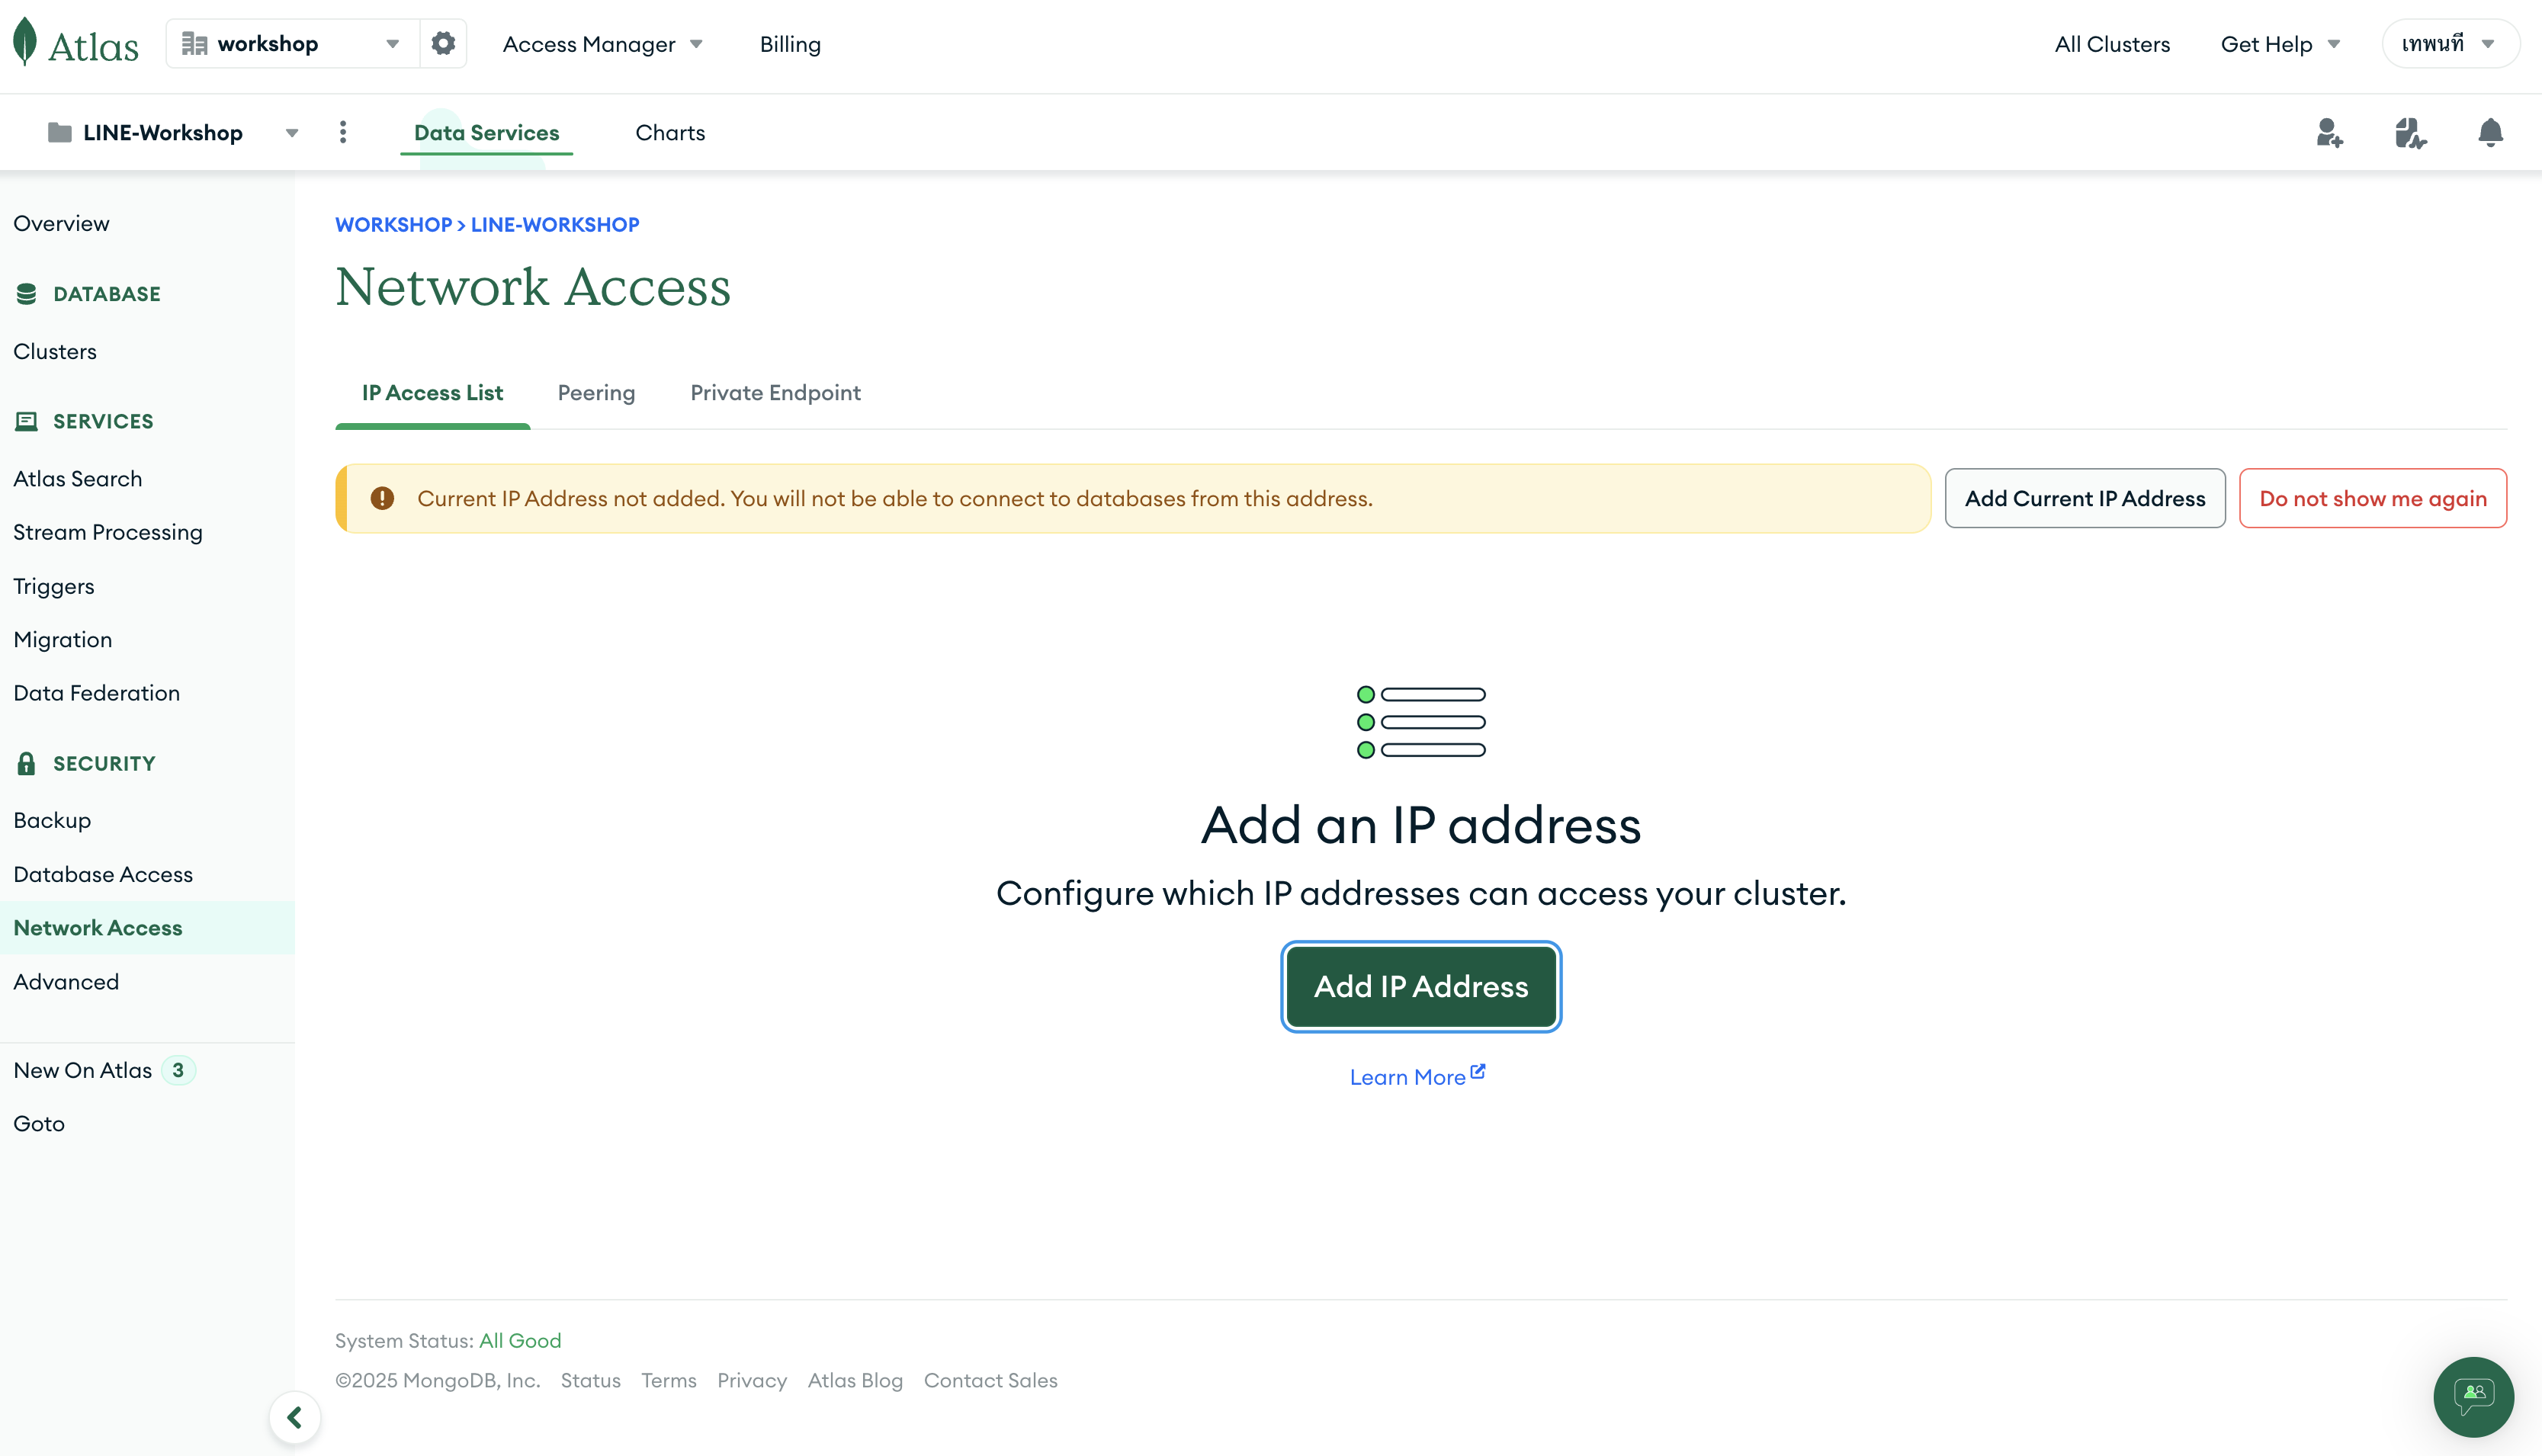 Atlas
workshop
Access Manager
Billing
All Clusters
Get Help
เทพนที
LINE-Workshop
Data Services
Charts
Overview
DATABASE
Clusters
SERVICES
Atlas Search
Stream Processing
Triggers
Migration
Data Federation
SECURITY
Backup
Database Access
Network Access
Advanced
New On Atlas 3
Goto
WORKSHOP > LINE-WORKSHOP
Network Access
IP Access List
Peering
Private Endpoint
Current IP Address not added. You will not be able to connect to databases from this address.
Add Current IP Address
Do not show me again
Add an IP address
Configure which IP addresses can access your cluster.
Add IP Address
Learn More
System Status: All Good
©2025 MongoDB, Inc. Status Terms Privacy Atlas Blog Contact Sales